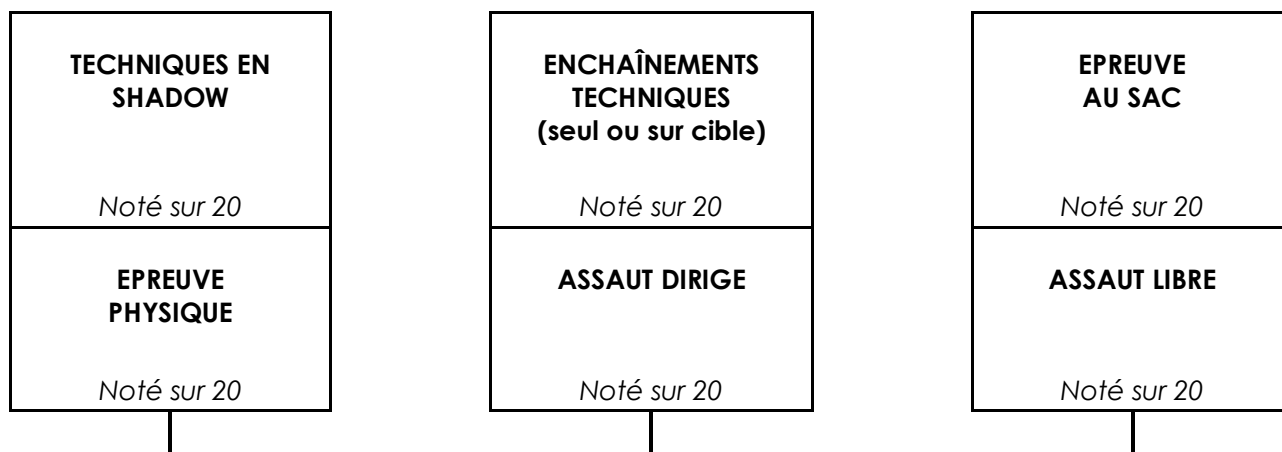 TECHNIQUES EN
SHADOW
Noté sur 20
EPREUVE
PHYSIQUE
Noté sur 20
ENCHAÎNEMENTS
TECHNIQUES
(seul ou sur cible)
Noté sur 20
ASSAUT DIRIGE
Noté sur 20
EPREUVE
AU SAC
Noté sur 20
ASSAUT LIBRE
Noté sur 20